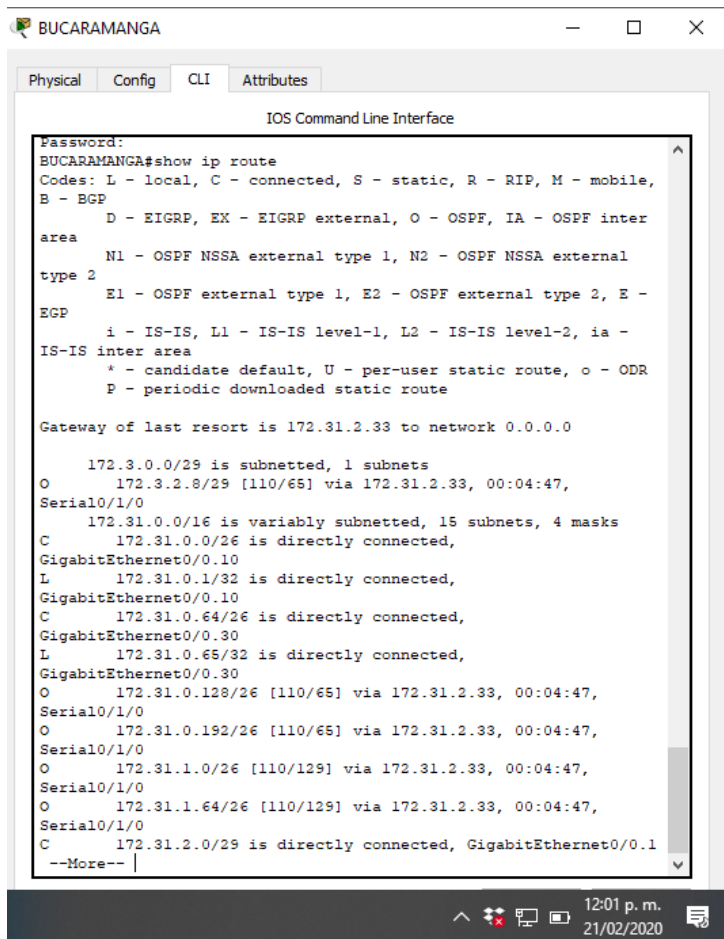 BUCARAMANGA
Physical Config CLI Attributes
IOS Command Line Interface
Password:
BUCARAMANGA#show ip route
Codes: L - local, C - connected, S - static, R - RIP, M - mobile,
B - BGP
D - EIGRP, EX - EIGRP external, O - OSPF, IA - OSPF inter
area
N1 - OSPF NSSA external type 1, N2 - OSPF NSSA external
type 2
E1 - OSPF external type 1, E2 - OSPF external type 2, E -
EGP
i - IS-IS, L1 - IS-IS level-1, L2 - IS-IS level-2, ia -
IS-IS inter area
* - candidate default, U - per-user static route, o - ODR
P - periodic downloaded static route
Gateway of last resort is 172.31.2.33 to network 0.0.0.0
172.3.0.0/29 is subnetted, 1 subnets
O 172.3.2.8/29 [110/65] via 172.31.2.33, 00:04:47,
Serial0/1/0
172.31.0.0/16 is variably subnetted, 15 subnets, 4 masks
C 172.31.0.0/26 is directly connected,
GigabitEthernet0/0.10
L 172.31.0.1/32 is directly connected,
GigabitEthernet0/0.10
C 172.31.0.64/26 is directly connected,
GigabitEthernet0/0.30
L 172.31.0.65/32 is directly connected,
GigabitEthernet0/0.30
O 172.31.0.128/26 [110/65] via 172.31.2.33, 00:04:47,
Serial0/1/0
O 172.31.0.192/26 [110/65] via 172.31.2.33, 00:04:47,
Serial0/1/0
O 172.31.1.0/26 [110/129] via 172.31.2.33, 00:04:47,
Serial0/1/0
O 172.31.1.64/26 [110/129] via 172.31.2.33, 00:04:47,
Serial0/1/0
C 172.31.2.0/29 is directly connected, GigabitEthernet0/0.1
--More--
12:01 p. m.
21/02/2020